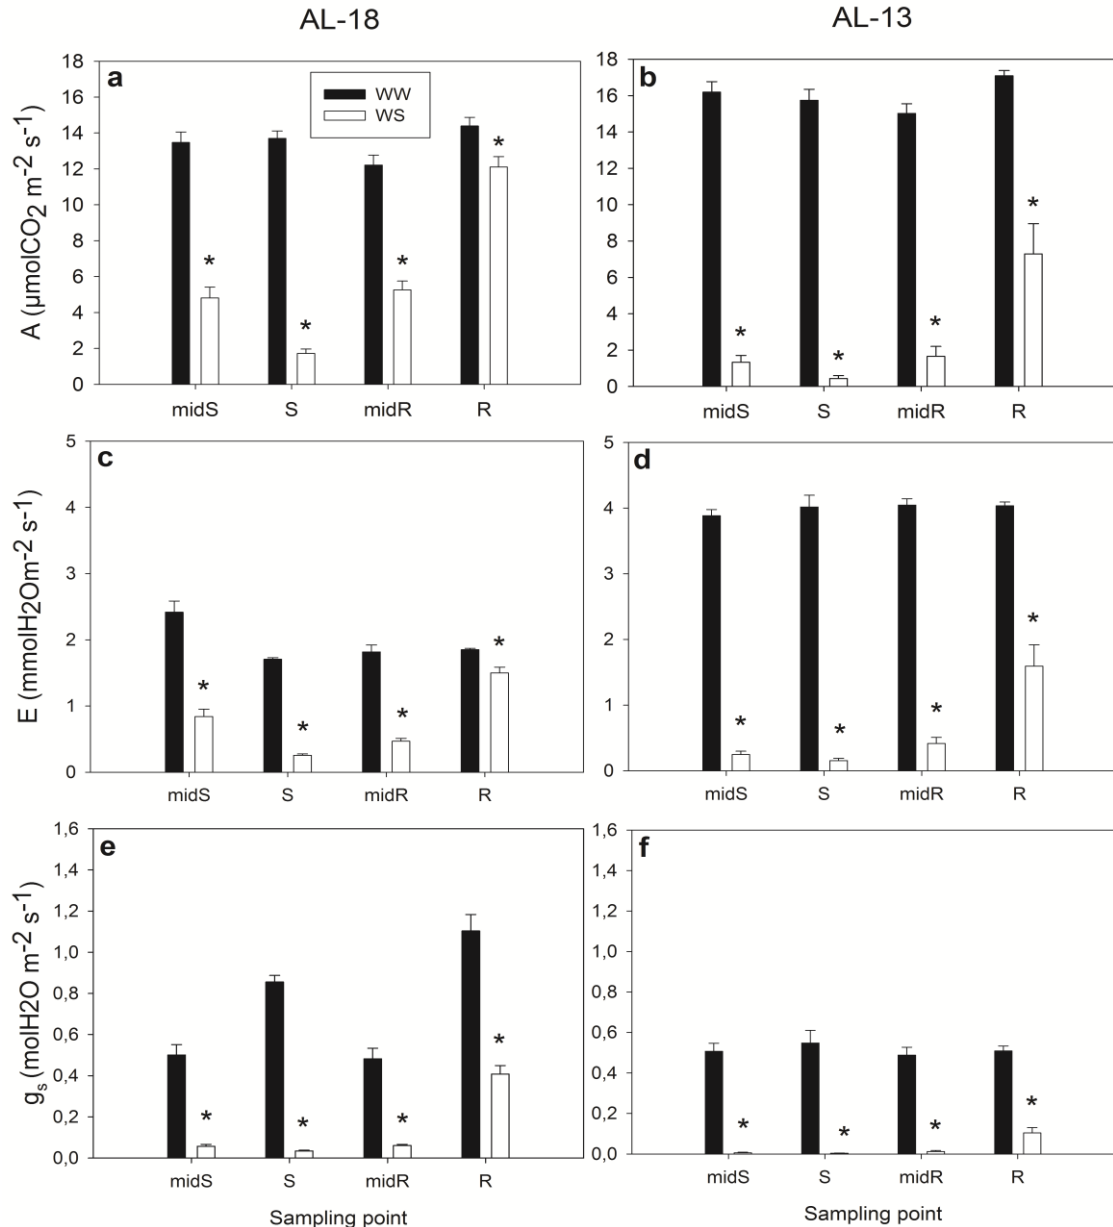 AL-18
AL-13
a
WW
WS
b
A (µmolCO2 m-2 s-1)
18
16
14
12
10
8
6
4
2
0
* * * *
midS S midR R
18
16
14
12
10
8
6
4
2
0
* * * *
midS S midR R
c
d
E (mmolH2Om-2 s-1)
5
4
3
2
1
0
* * * *
midS S midR R
5
4
3
2
1
0
* * * *
midS S midR R
e
f
gs (molH2O m-2 s-1)
1,6
1,4
1,2
1,0
0,8
0,6
0,4
0,2
0,0
* * * *
midS S midR R
Sampling point
1,6
1,4
1,2
1,0
0,8
0,6
0,4
0,2
0,0
* * * *
midS S midR R
Sampling point